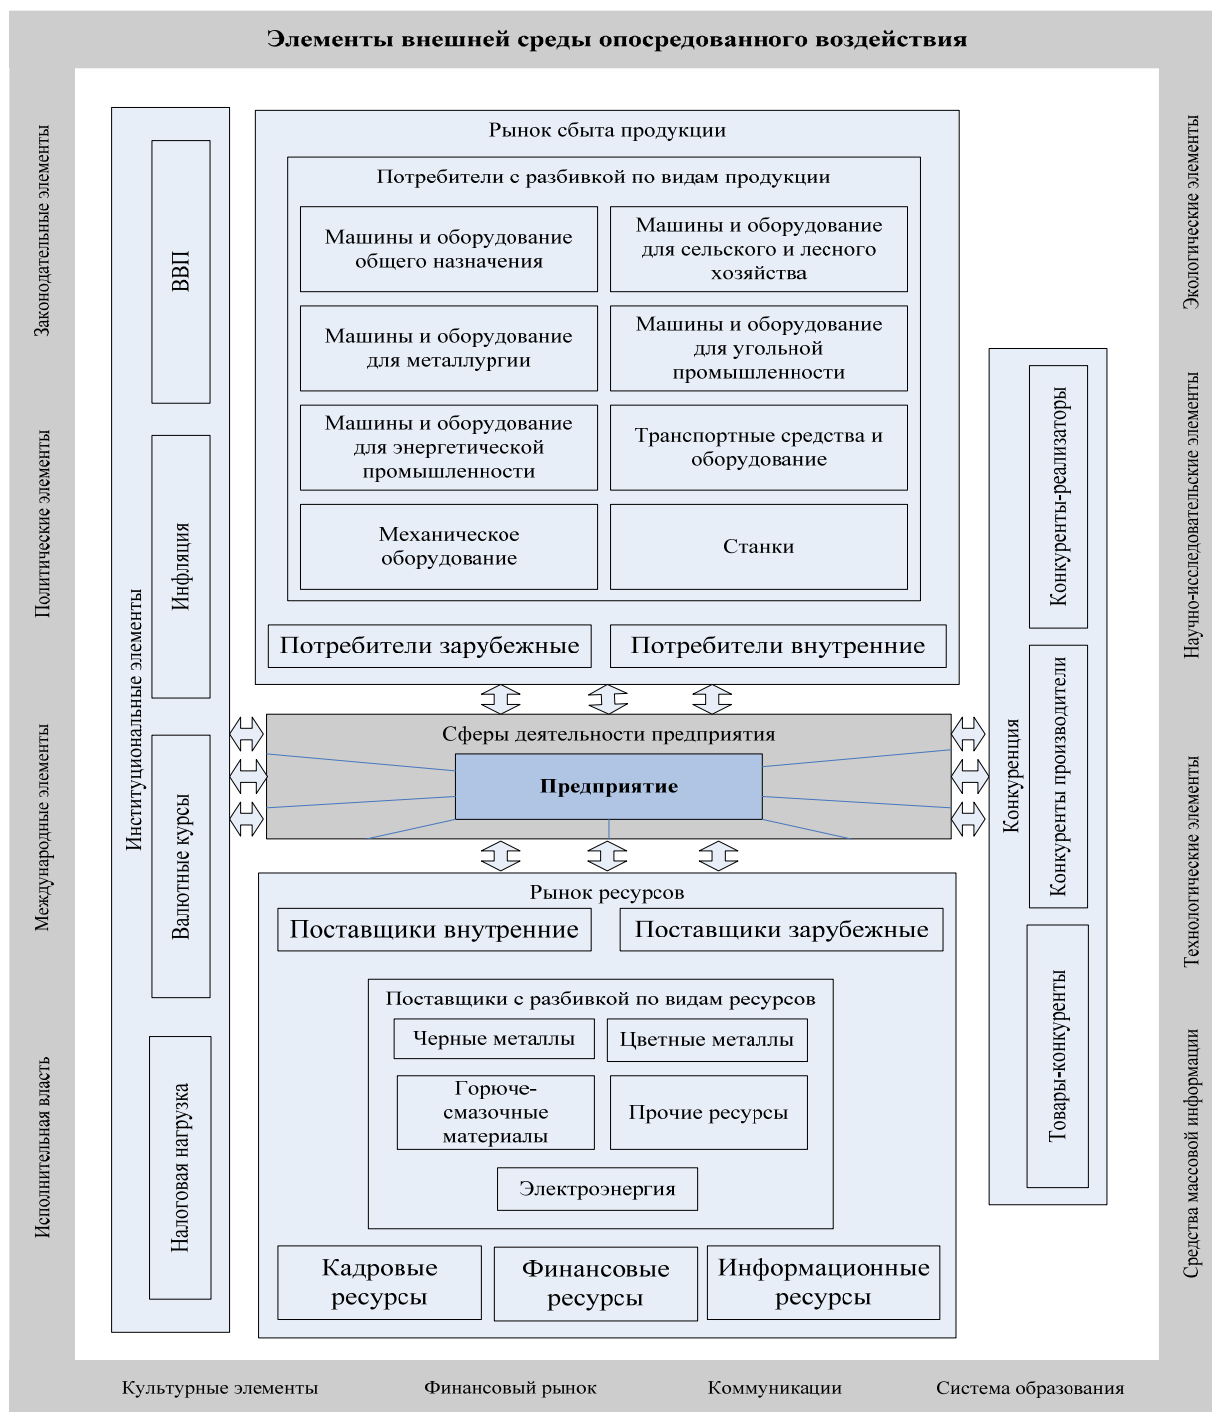 Элементы внешней среды опосредованного воздействия
Законодательные элементы
Политические элементы
Международные элементы
Исполнительная власть
Институциональные элементы
ВВП
Инфляция
Валютные курсы
Налоговая нагрузка
Рынок сбыта продукции
Потребители с разбивкой по видам продукции
Машины и оборудование
общего назначения
Машины и оборудование
для сельского и лесного
хозяйства
Машины и оборудование
для металлургии
Машины и оборудование
для угольной
промышленности
Машины и оборудование
для энергетической
промышленности
Транспортные средства и
оборудование
Механическое
оборудование
Станки
Потребители зарубежные
Потребители внутренние
Сферы деятельности предприятия
Предприятие
Рынок ресурсов
Поставщики внутренние
Поставщики зарубежные
Поставщики с разбивкой по видам ресурсов
Черные металлы
Цветные металлы
Горюче-
смазочные
материалы
Прочие ресурсы
Электроэнергия
Кадровые
ресурсы
Финансовые
ресурсы
Информационные
ресурсы
Конкуренция
Конкуренты-реализаторы
Конкуренты производители
Товары-конкуренты
Экологические элементы
Научно-исследовательские элементы
Технологические элементы
Средства массовой информации
Культурные элементы
Финансовый рынок
Коммуникации
Система образования